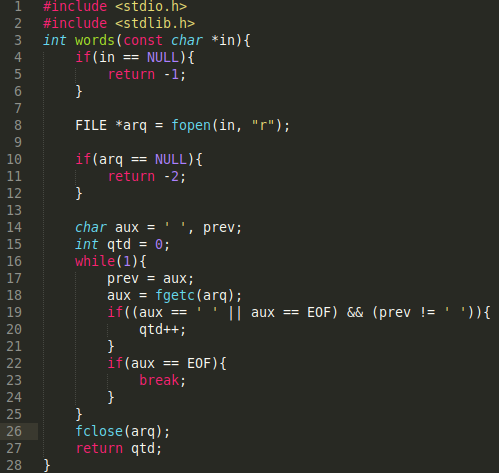 1 #include <stdio.h>
2 #include <stdlib.h>
3 int words(const char *in){
4     if(in == NULL){
5         return -1;
6     }
7
8     FILE *arq = fopen(in, "r");
9
10     if(arq == NULL){
11         return -2;
12     }
13
14     char aux = ' ', prev;
15     int qtd = 0;
16     while(1){
17         prev = aux;
18         aux = fgetc(arq);
19         if((aux == ' ' || aux == EOF) && (prev != ' ')){
20             qtd++;
21         }
22         if(aux == EOF){
23             break;
24         }
25     }
26     fclose(arq);
27     return qtd;
28 }